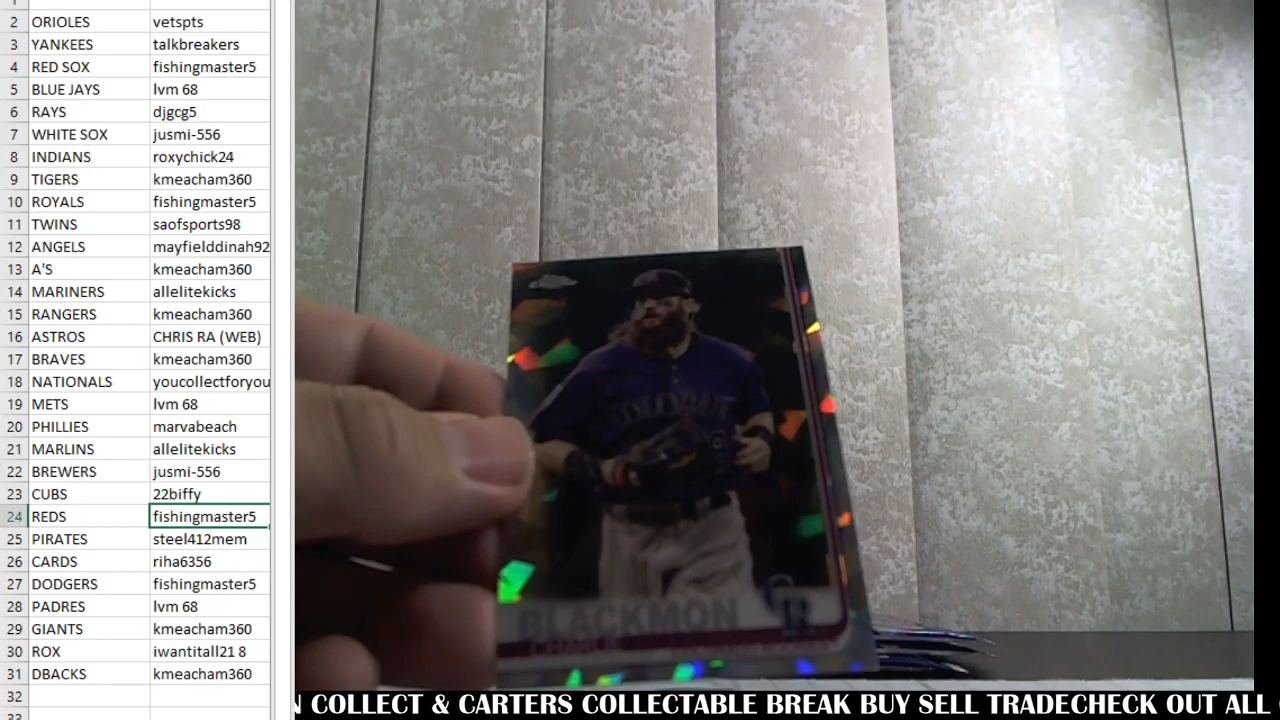 2 ORIOLES vetspts
3 YANKEES talkbreakers
4 RED SOX fishingmaster5
5 BLUE JAYS lvm 68
6 RAYS djgcg5
7 WHITE SOX jusmi-556
8 INDIANS roxychick24
9 TIGERS kmeacham360
10 ROYALS fishingmaster5
11 TWINS saofsports98
12 ANGELS mayfielddinah92
13 A'S kmeacham360
14 MARINERS allelitekicks
15 RANGERS kmeacham360
16 ASTROS CHRIS RA (WEB)
17 BRAVES kmeacham360
18 NATIONALS youcollectforyou
19 METS lvm 68
20 PHILLIES marvabeach
21 MARLINS allelitekicks
22 BREWERS jusmi-556
23 CUBS 22biffy
24 REDS fishingmaster5
25 PIRATES steel412mem
26 CARDS riha6356
27 DODGERS fishingmaster5
28 PADRES lvm 68
29 GIANTS kmeacham360
30 ROX iwantitall21 8
31 DBACKS kmeacham360
32
BLACKMON
CHARLIE
CR
N COLLECT & CARTERS COLLECTABLE BREAK BUY SELL TRADECHECK OUT ALL